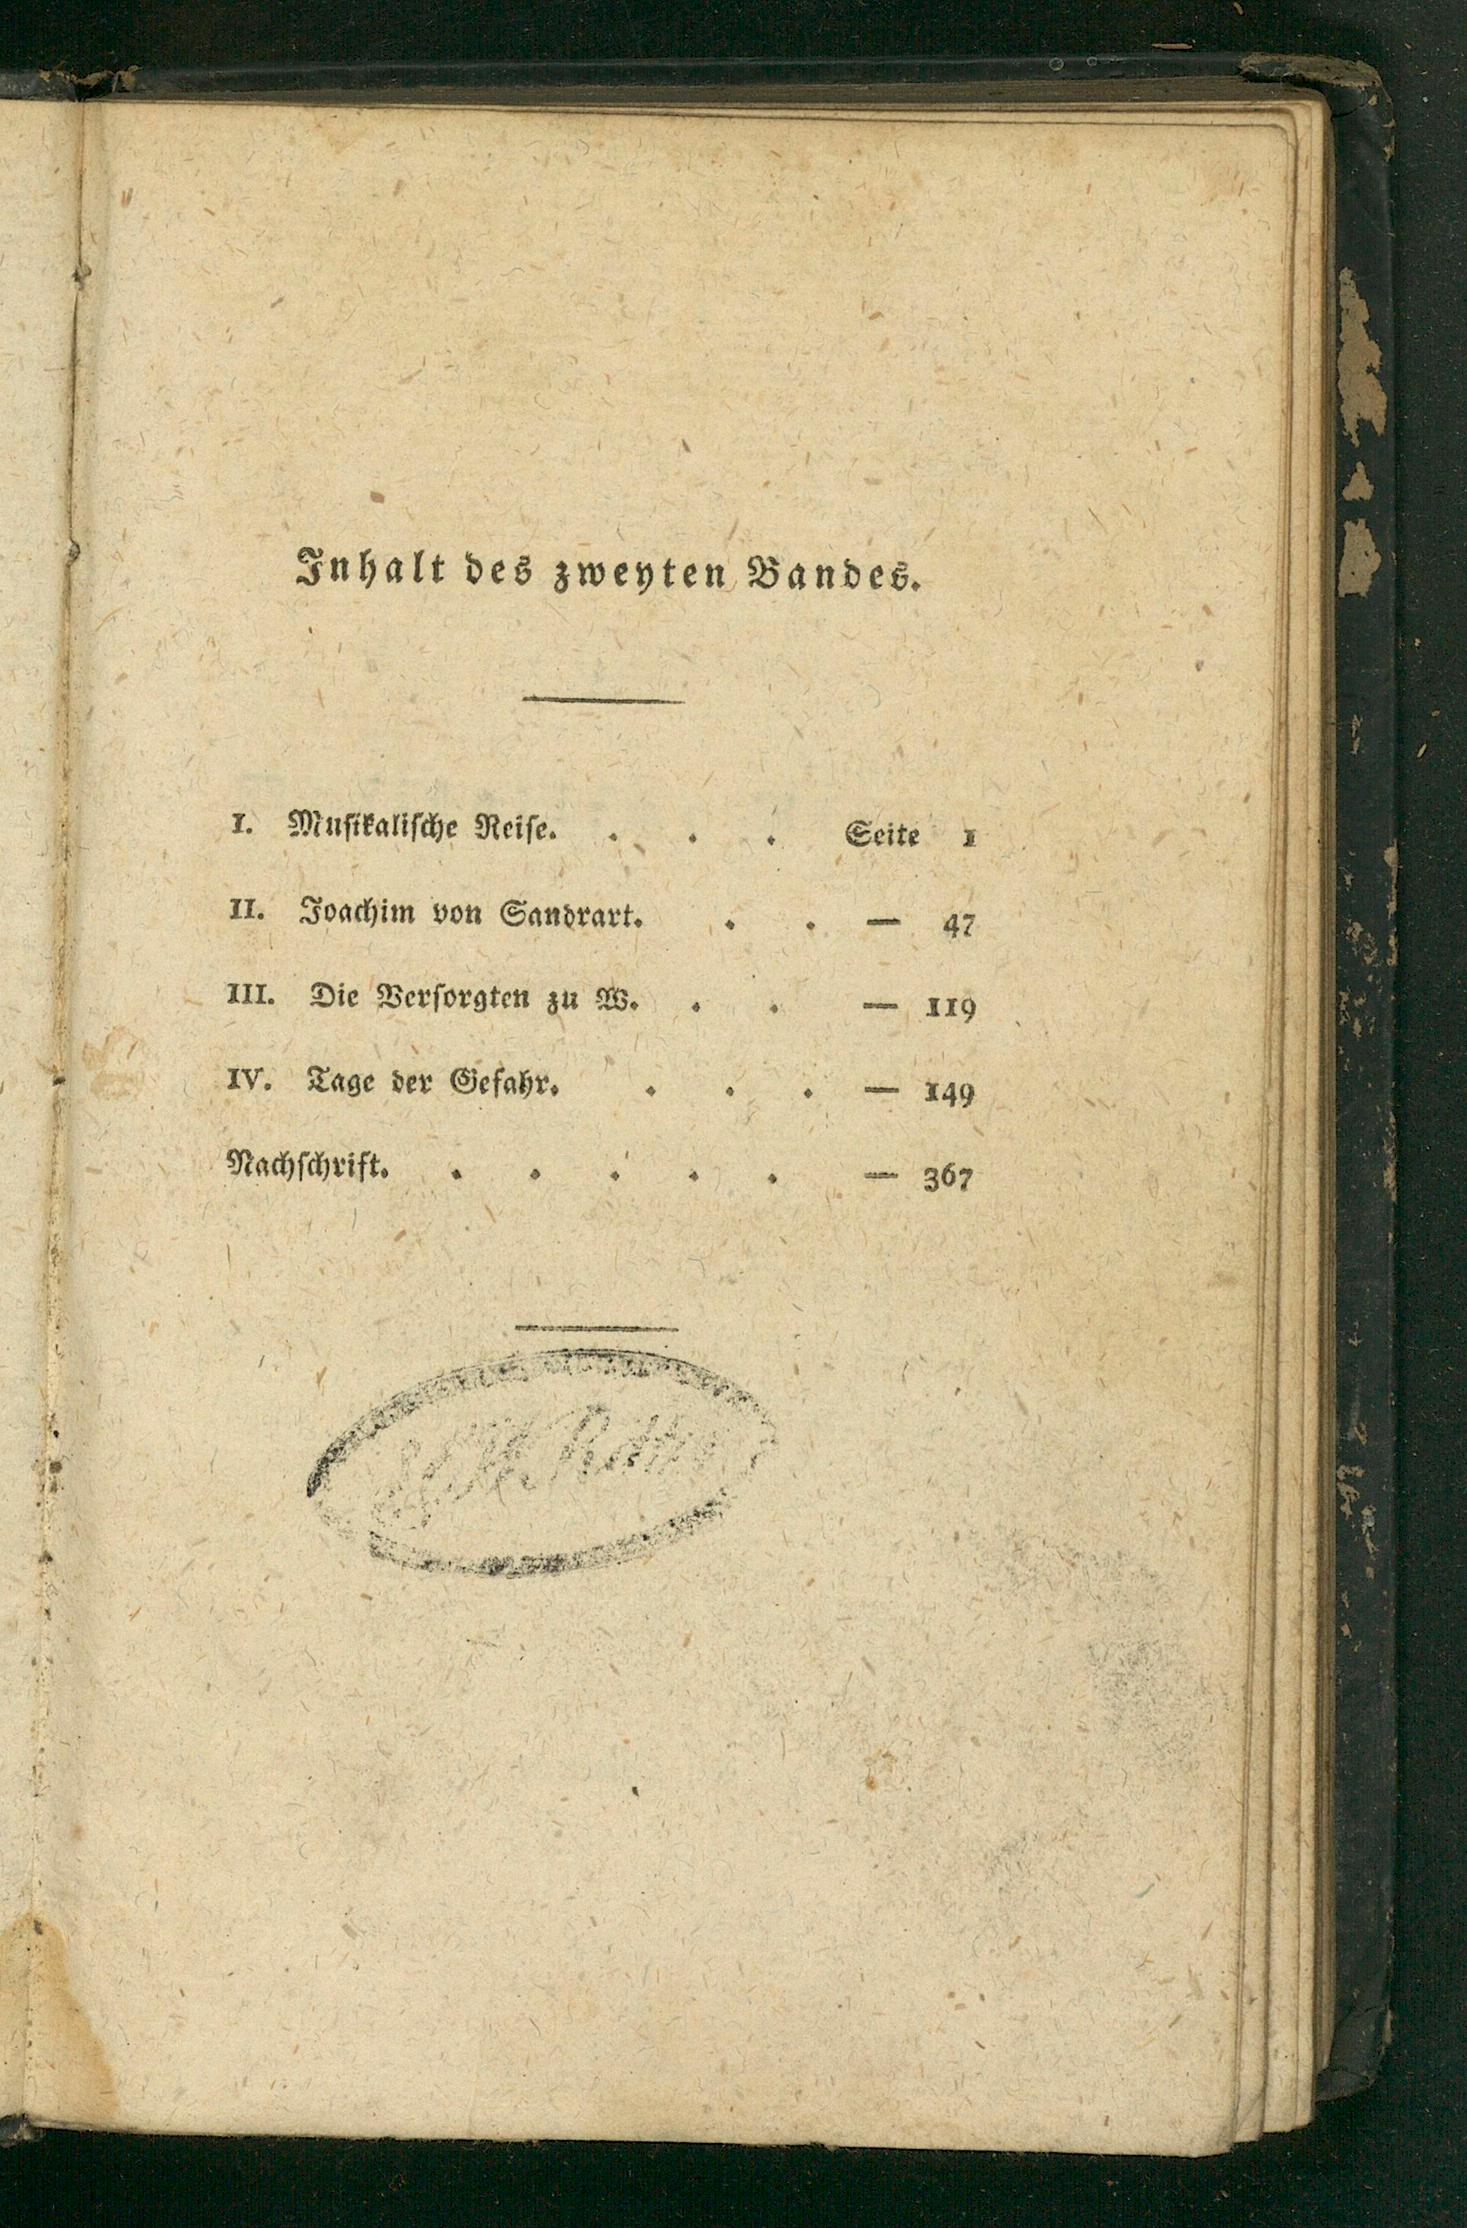 Inhalt des zweyten Bandes.
I. Musikalische Reise. . . . Seite 1
II. Joachim von Sandrart. . . — 47
III. Die Versorgten zu W. . . — 119
IV. Tage der Gefahr. . . . — 149
Nachschrift. . . . . . — 367